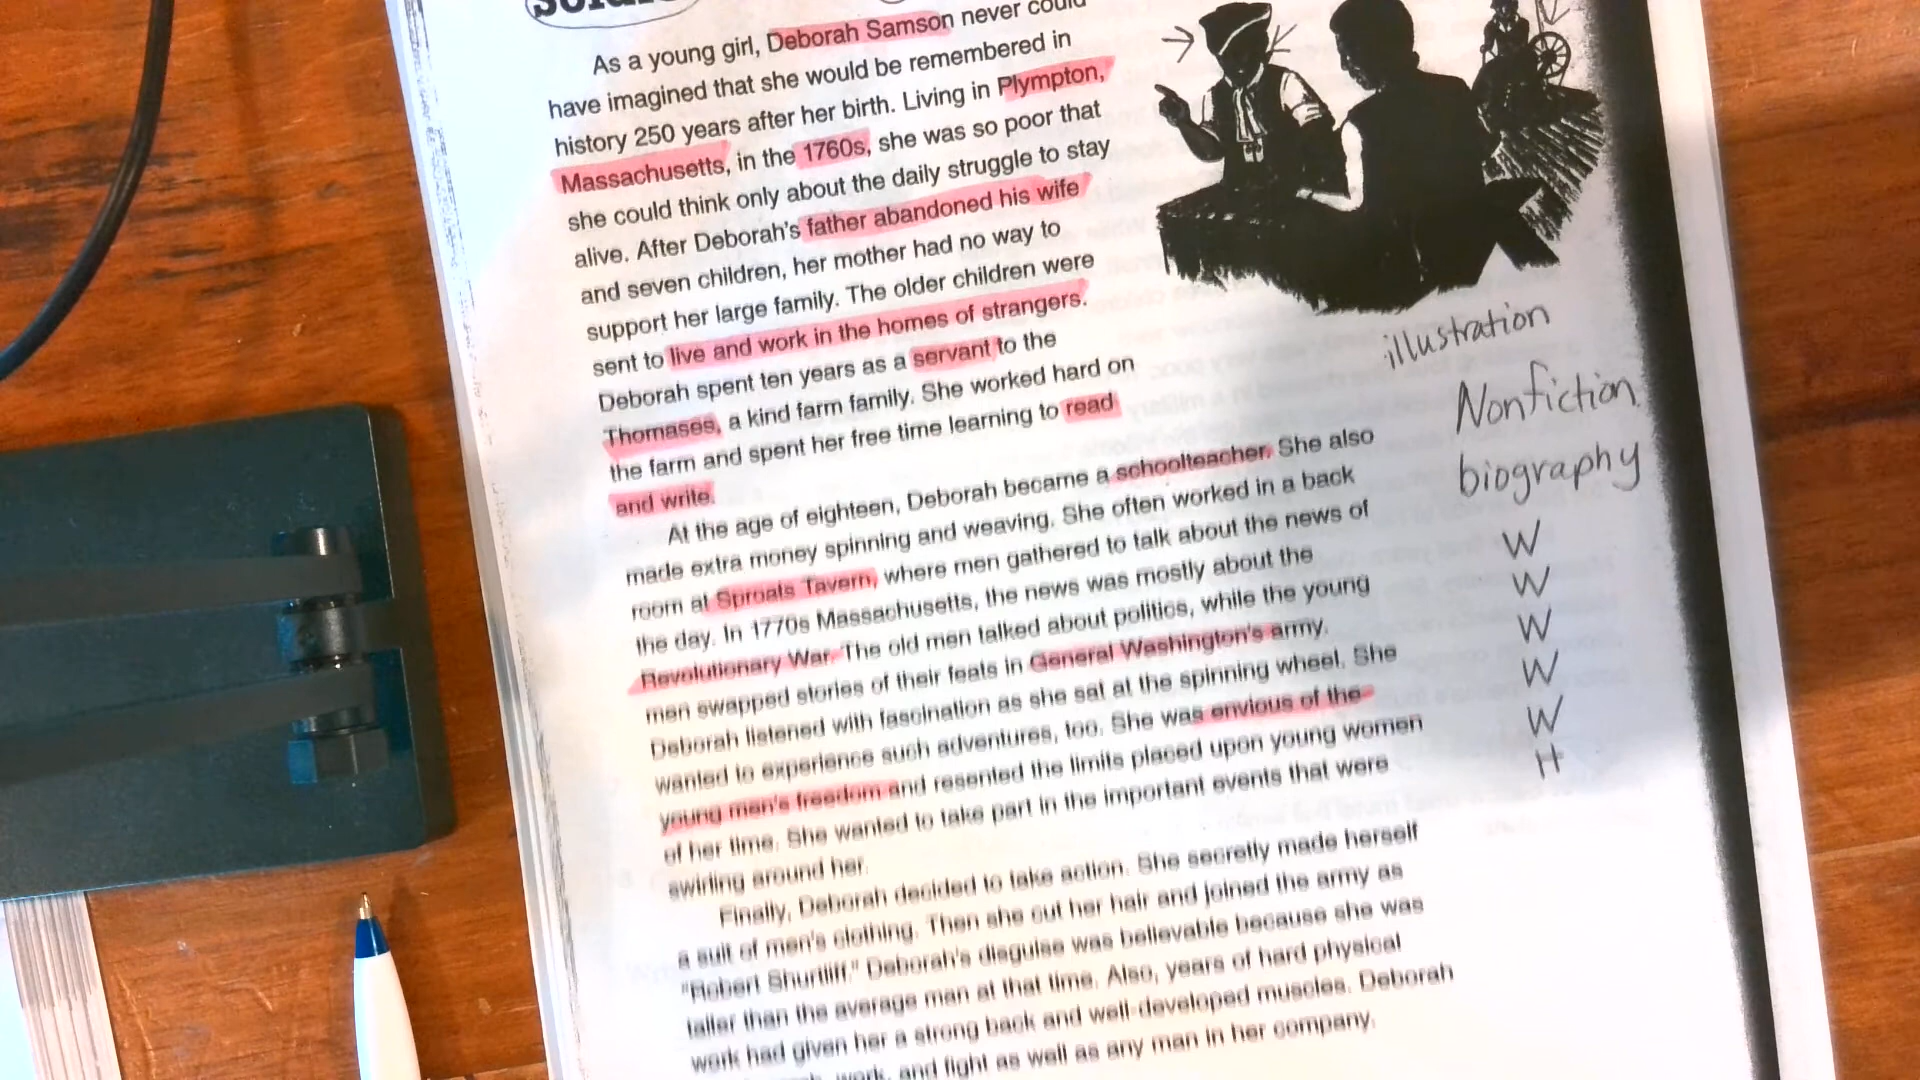 As a young girl, Deborah Samson never could
have imagined that she would be remembered in
history 250 years after her birth. Living in Plympton,
Massachusetts, in the 1760s, she was so poor that
she could think only about the daily struggle to stay
alive. After Deborah's father abandoned his wife
and seven children, her mother had no way to
support her large family. The older children were
sent to live and work in the homes of strangers.
Deborah spent ten years as a servant to the
Thomases, a kind farm family. She worked hard on
the farm and spent her free time learning to read
and write.
At the age of eighteen, Deborah became a schoolteacher. She also
made extra money spinning and weaving. She often worked in a back
room at Sproats Tavern, where men gathered to talk about the news of
the day. In 1770s Massachusetts, the news was mostly about the
Revolutionary War. The old men talked about politics, while the young
men swapped stories of their feats in General Washington's army.
Deborah listened with fascination as she sat at the spinning wheel. She
wanted to experience such adventures, too. She was envious of the
young men's freedom and resented the limits placed upon young women
of her time. She wanted to take part in the important events that were
swirling around her.
Finally, Deborah decided to take action. She secretly made herself
a suit of men's clothing. Then she cut her hair and joined the army as
"Robert Shurtliff." Deborah's disguise was believable because she was
taller than the average man at that time. Also, years of hard physical
work had given her a strong back and well-developed muscles. Deborah
work, and fight as well as any man in her company.
illustration
Nonfiction
biography
W
W
W
W
W
H